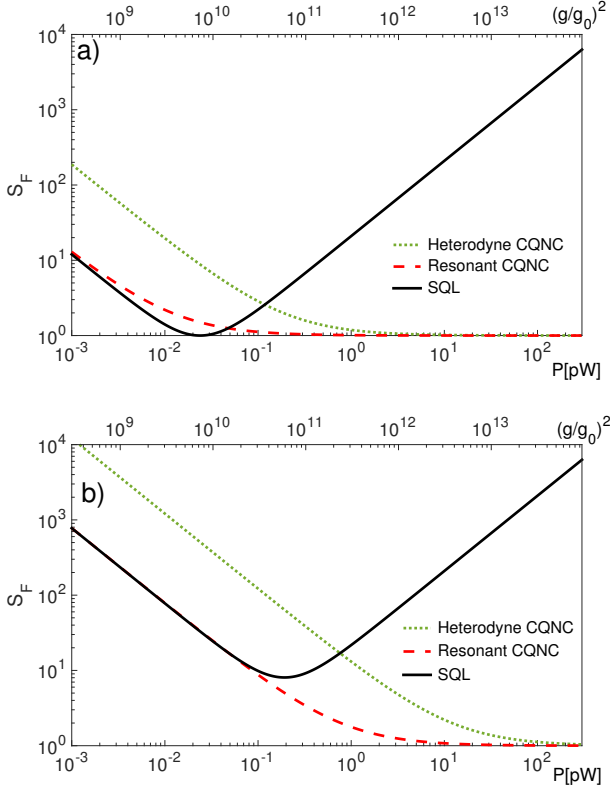 10^9 10^10 10^11 10^12 10^13 (g/g_0)^2
a)
10^4
10^3
10^2
10^1
10^0
S_F
Heterodyne CQNC
Resonant CQNC
SQL
10^-3 10^-2 10^-1 10^0 10^1 10^2
P[pW]
10^9 10^10 10^11 10^12 10^13 (g/g_0)^2
b)
10^4
10^3
10^2
10^1
10^0
S_F
Heterodyne CQNC
Resonant CQNC
SQL
10^-3 10^-2 10^-1 10^0 10^1 10^2
P[pW]